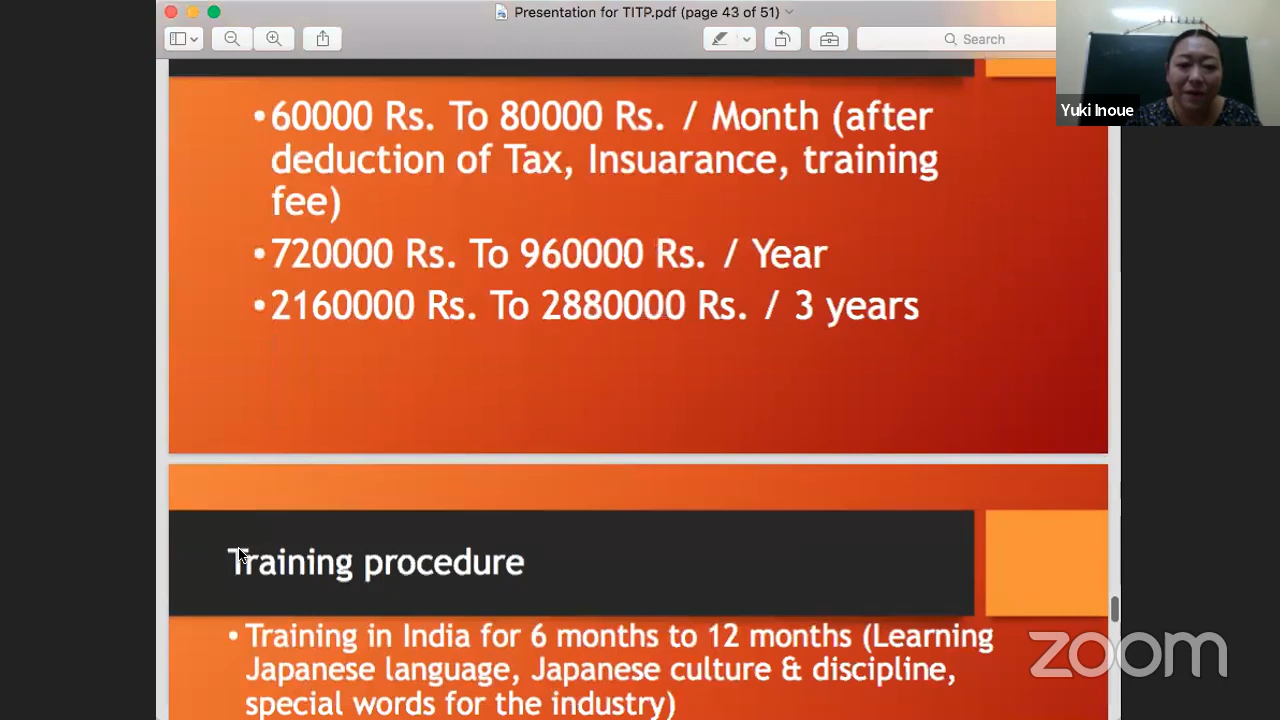 Presentation for TITP.pdf (page 43 of 51)
Search
Yuki Inoue
•60000 Rs. To 80000 Rs. / Month (after
deduction of Tax, Insuarance, training
fee)
•720000 Rs. To 960000 Rs. / Year
•2160000 Rs. To 2880000 Rs. / 3 years
Training procedure
• Training in India for 6 months to 12 months (Learning
Japanese language, Japanese culture & discipline,
special words for the industry)
zoom